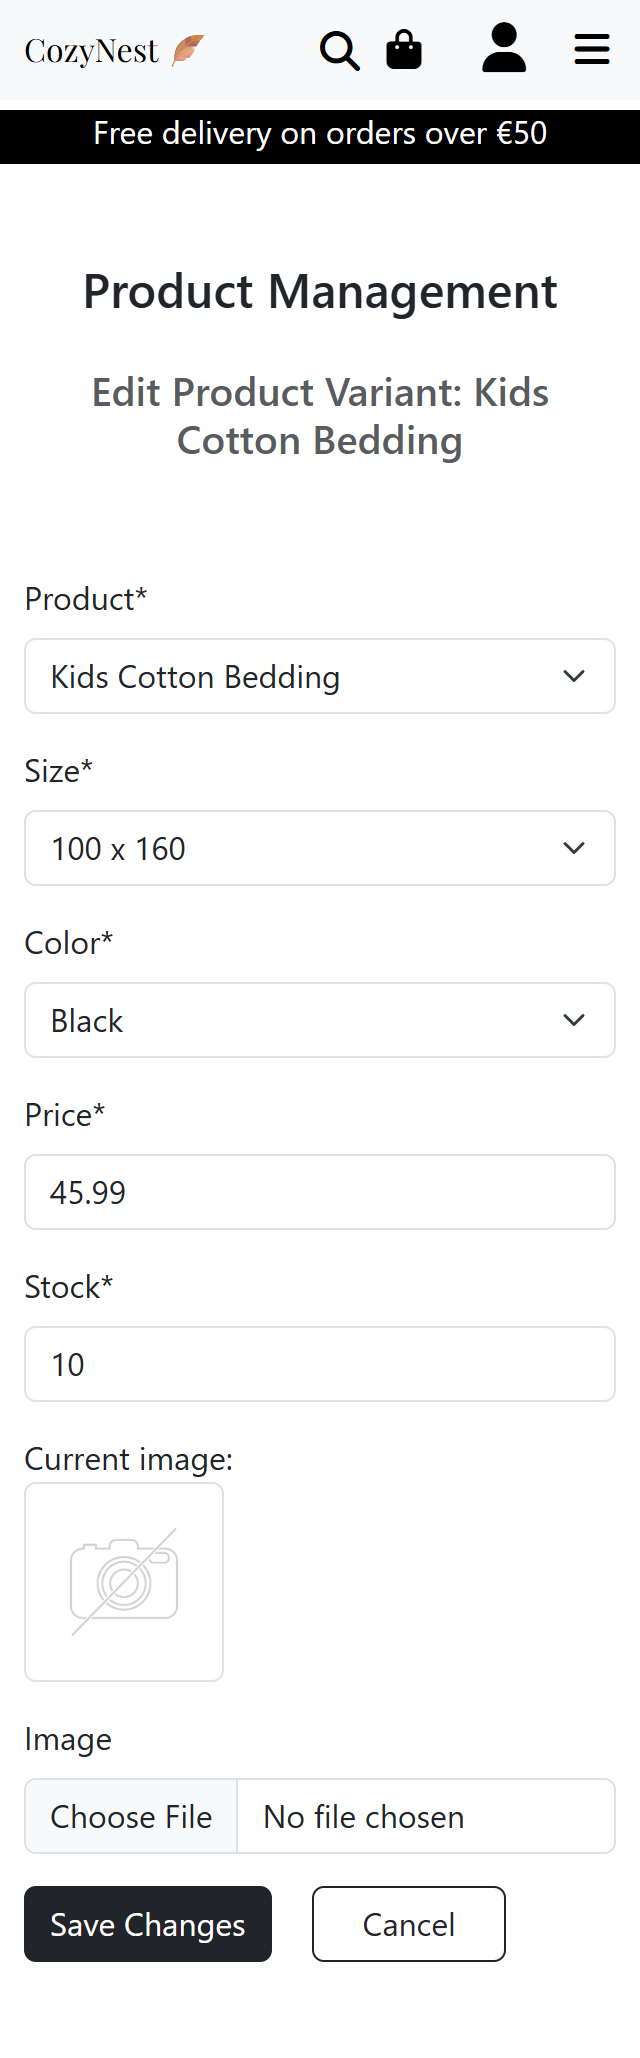 CozyNest
Free delivery on orders over €50
Product Management
Edit Product Variant: Kids
Cotton Bedding
Product*
Kids Cotton Bedding
Size*
100 x 160
Color*
Black
Price*
45.99
Stock*
10
Current image:
Image
Choose File No file chosen
Save Changes Cancel